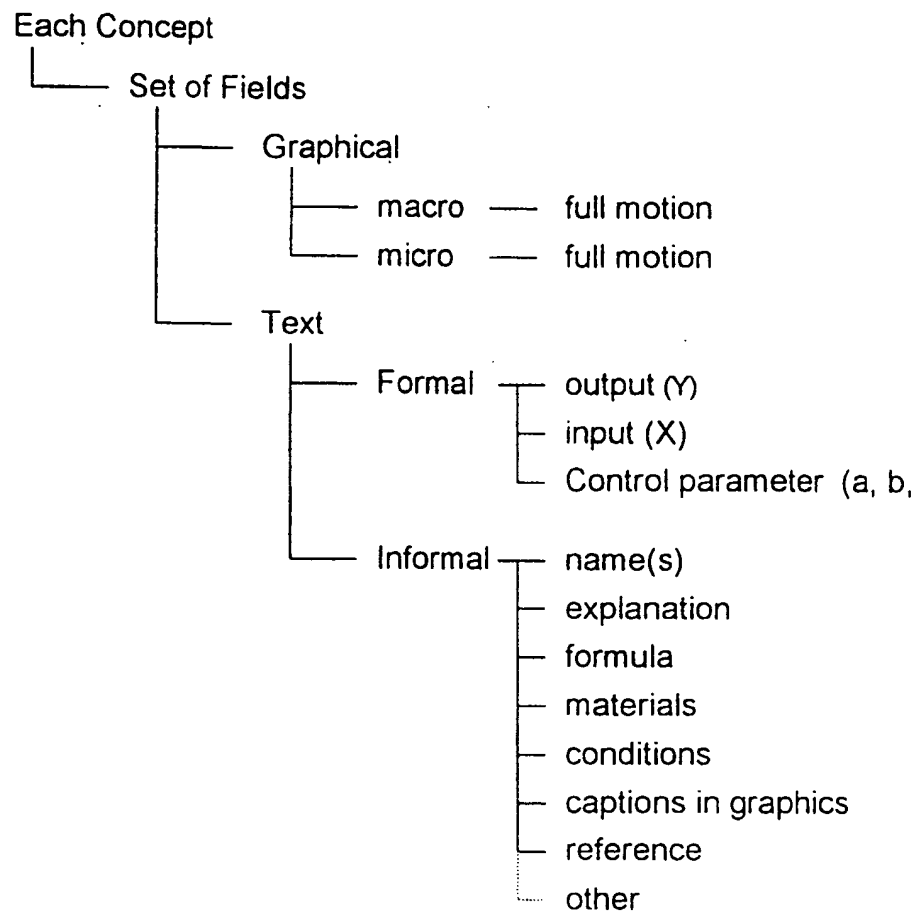 Each Concept
Set of Fields
Graphical
macro full motion
micro full motion
Text
Formal output (Y)
input (X)
Control parameter (a, b,
Informal name(s)
explanation
formula
materials
conditions
captions in graphics
reference
other